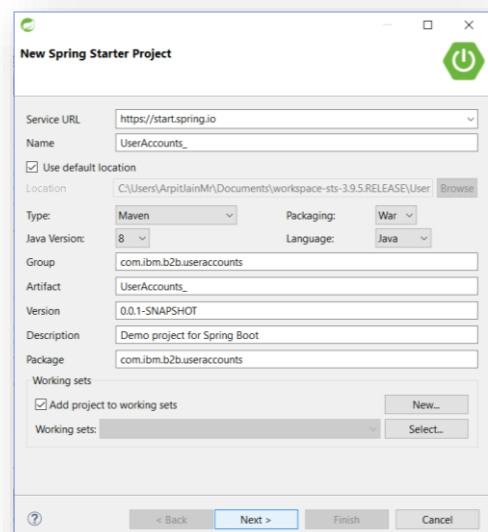 New Spring Starter Project
Service URL https://start.spring.io
Name UserAccounts_
Use default location
Location C:\Users\ArpitJainMr\Documents\workspace-sts-3.9.5.RELEASE\User Browse
Type: Maven Packaging: War
Java Version: 8 Language: Java
Group com.ibm.b2b.useraccounts
Artifact UserAccounts_
Version 0.0.1-SNAPSHOT
Description Demo project for Spring Boot
Package com.ibm.b2b.useraccounts
Working sets
Add project to working sets New...
Working sets: Select...
? < Back Next > Finish Cancel